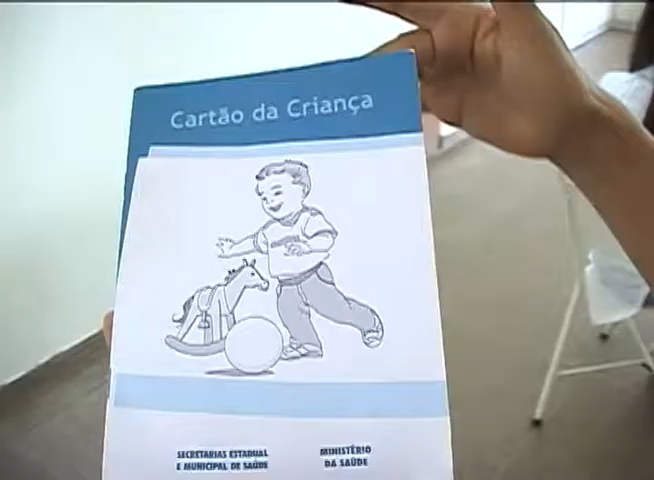 Cartão da Criança
SECRETARIAS ESTADUAL
E MUNICIPAL DE SAÚDE
MINISTÉRIO
DA SAÚDE